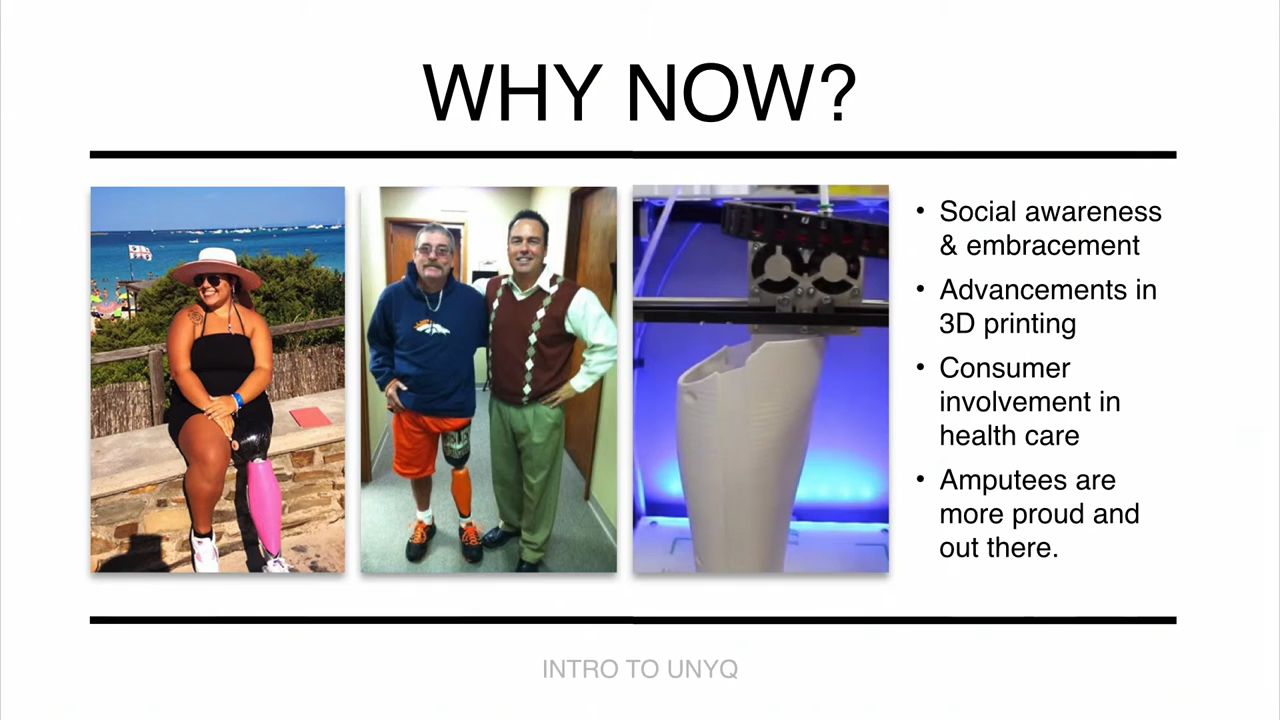 WHY NOW?
• Social awareness
& embracement
• Advancements in
3D printing
• Consumer
involvement in
health care
• Amputees are
more proud and
out there.
INTRO TO UNYQ